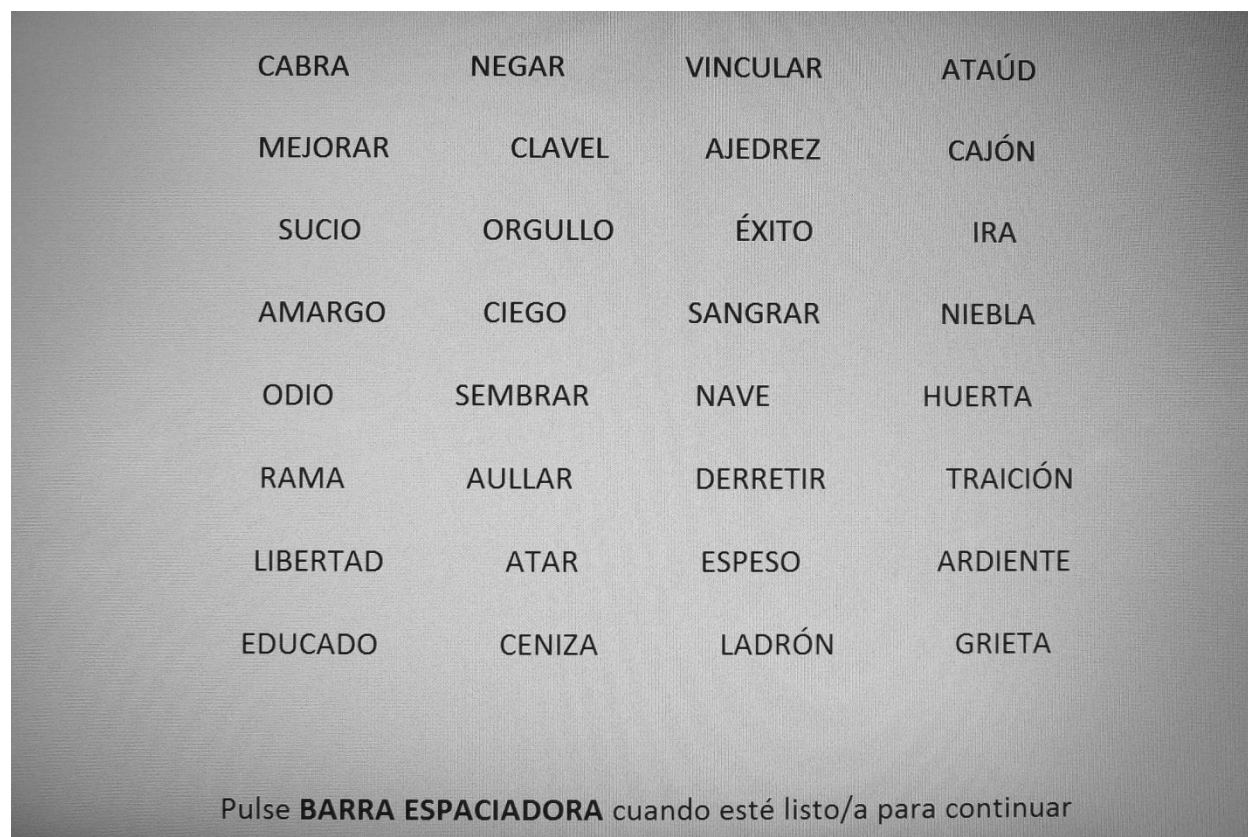 CABRA NEGAR VINCULAR ATAÚD
MEJORAR CLAVEL AJEDREZ CAJÓN
SUCIO ORGULLO ÉXITO IRA
AMARGO CIEGO SANGRAR NIEBLA
ODIO SEMBRAR NAVE HUERTA
RAMA AULLAR DERRETIR TRAICIÓN
LIBERTAD ATAR ESPESO ARDIENTE
EDUCADO CENIZA LADRÓN GRIETA
Pulse BARRA ESPACIADORA cuando esté listo/a para continuar